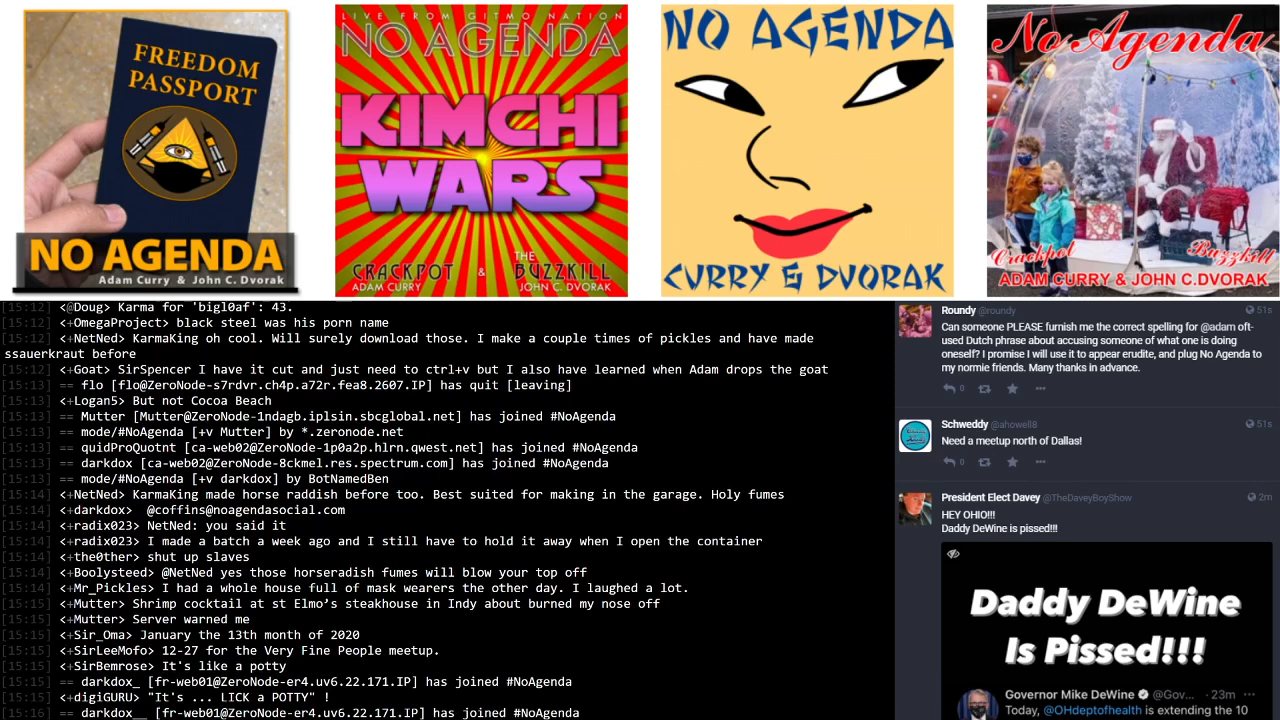 FREEDOM
PASSPORT
NO AGENDA
Adam Curry & John C. Dvorak
LIVE FROM GITMO NATION
NO AGENDA
KIMCHI
WARS
CRACKPOT & THE BUZZKILL
ADAM CURRY JOHN C. DVORAK
NO AGENDA
CURRY & DVORAK
No Agenda
Crackpot Buzzkill
ADAM CURRY & JOHN C. DVORAK
[15:12] <@Doug> Karma for 'bigl0af': 43.
[15:12] <+OmegaProject> black steel was his porn name
[15:12] <+NetNed> KarmaKing oh cool. Will surely download those. I make a couple times of pickles and have made
ssauerkraut before
[15:12] <+Goat> SirSpencer I have it cut and just need to ctrl+v but I also have learned when Adam drops the goat
[15:13] == flo [flo@ZeroNode-s7rdvr.ch4p.a72r.fea8.2607.IP] has quit [leaving]
[15:13] <+Logan5> But not Cocoa Beach
[15:13] == Mutter [Mutter@ZeroNode-1ndagb.iplsin.sbcglobal.net] has joined #NoAgenda
[15:13] == mode/#NoAgenda [+v Mutter] by *.zeronode.net
[15:13] == quidProQuotnt [ca-web02@ZeroNode-1p0a2p.hlrn.qwest.net] has joined #NoAgenda
[15:13] == darkdox [ca-web02@ZeroNode-8ckmel.res.spectrum.com] has joined #NoAgenda
[15:13] == mode/#NoAgenda [+v darkdox] by BotNamedBen
[15:14] <+NetNed> KarmaKing made horse raddish before too. Best suited for making in the garage. Holy fumes
[15:14] <+darkdox>  @coffins@noagendasocial.com
[15:14] <+radix023> NetNed: you said it
[15:14] <+radix023> I made a batch a week ago and I still have to hold it away when I open the container
[15:14] <+the0ther> shut up slaves
[15:14] <+Boolysteed> @NetNed yes those horseradish fumes will blow your top off
[15:14] <+Mr_Pickles> I had a whole house full of mask wearers the other day. I laughed a lot.
[15:15] <+Mutter> Shrimp cocktail at st Elmo's steakhouse in Indy about burned my nose off
[15:15] <+Mutter> Server warned me
[15:15] <+Sir_Oma> January the 13th month of 2020
[15:15] <+SirLeeMofo> 12-27 for the Very Fine People meetup.
[15:15] <+SirBemrose> It's like a potty
[15:15] == darkdox_ [fr-web01@ZeroNode-er4.uv6.22.171.IP] has joined #NoAgenda
[15:15] <+digiGURU> "It's ... LICK a POTTY" !
[15:16] == darkdox__ [fr-web01@ZeroNode-er4.uv6.22.171.IP] has joined #NoAgenda
Roundy @roundy 51s
Can someone PLEASE furnish me the correct spelling for @adam oft-
used Dutch phrase about accusing someone of what one is doing
oneself? I promise I will use it to appear erudite, and plug No Agenda to
my normie friends. Many thanks in advance.
0
Schweddy @ahowell8 51s
Need a meetup north of Dallas!
0
President Elect Davey @TheDaveyBoyShow 2m
HEY OHIO!!!
Daddy DeWine is pissed!!!
Daddy DeWine
Is Pissed!!!
Governor Mike DeWine @Gov... · 23m
Today, @OHdeptofhealth is extending the 10